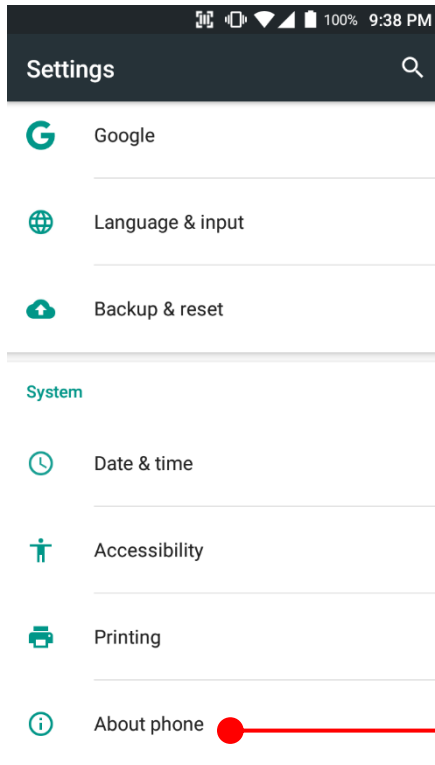 100% 9:38 PM
Settings
Google
Language & input
Backup & reset
System
Date & time
Accessibility
Printing
About phone